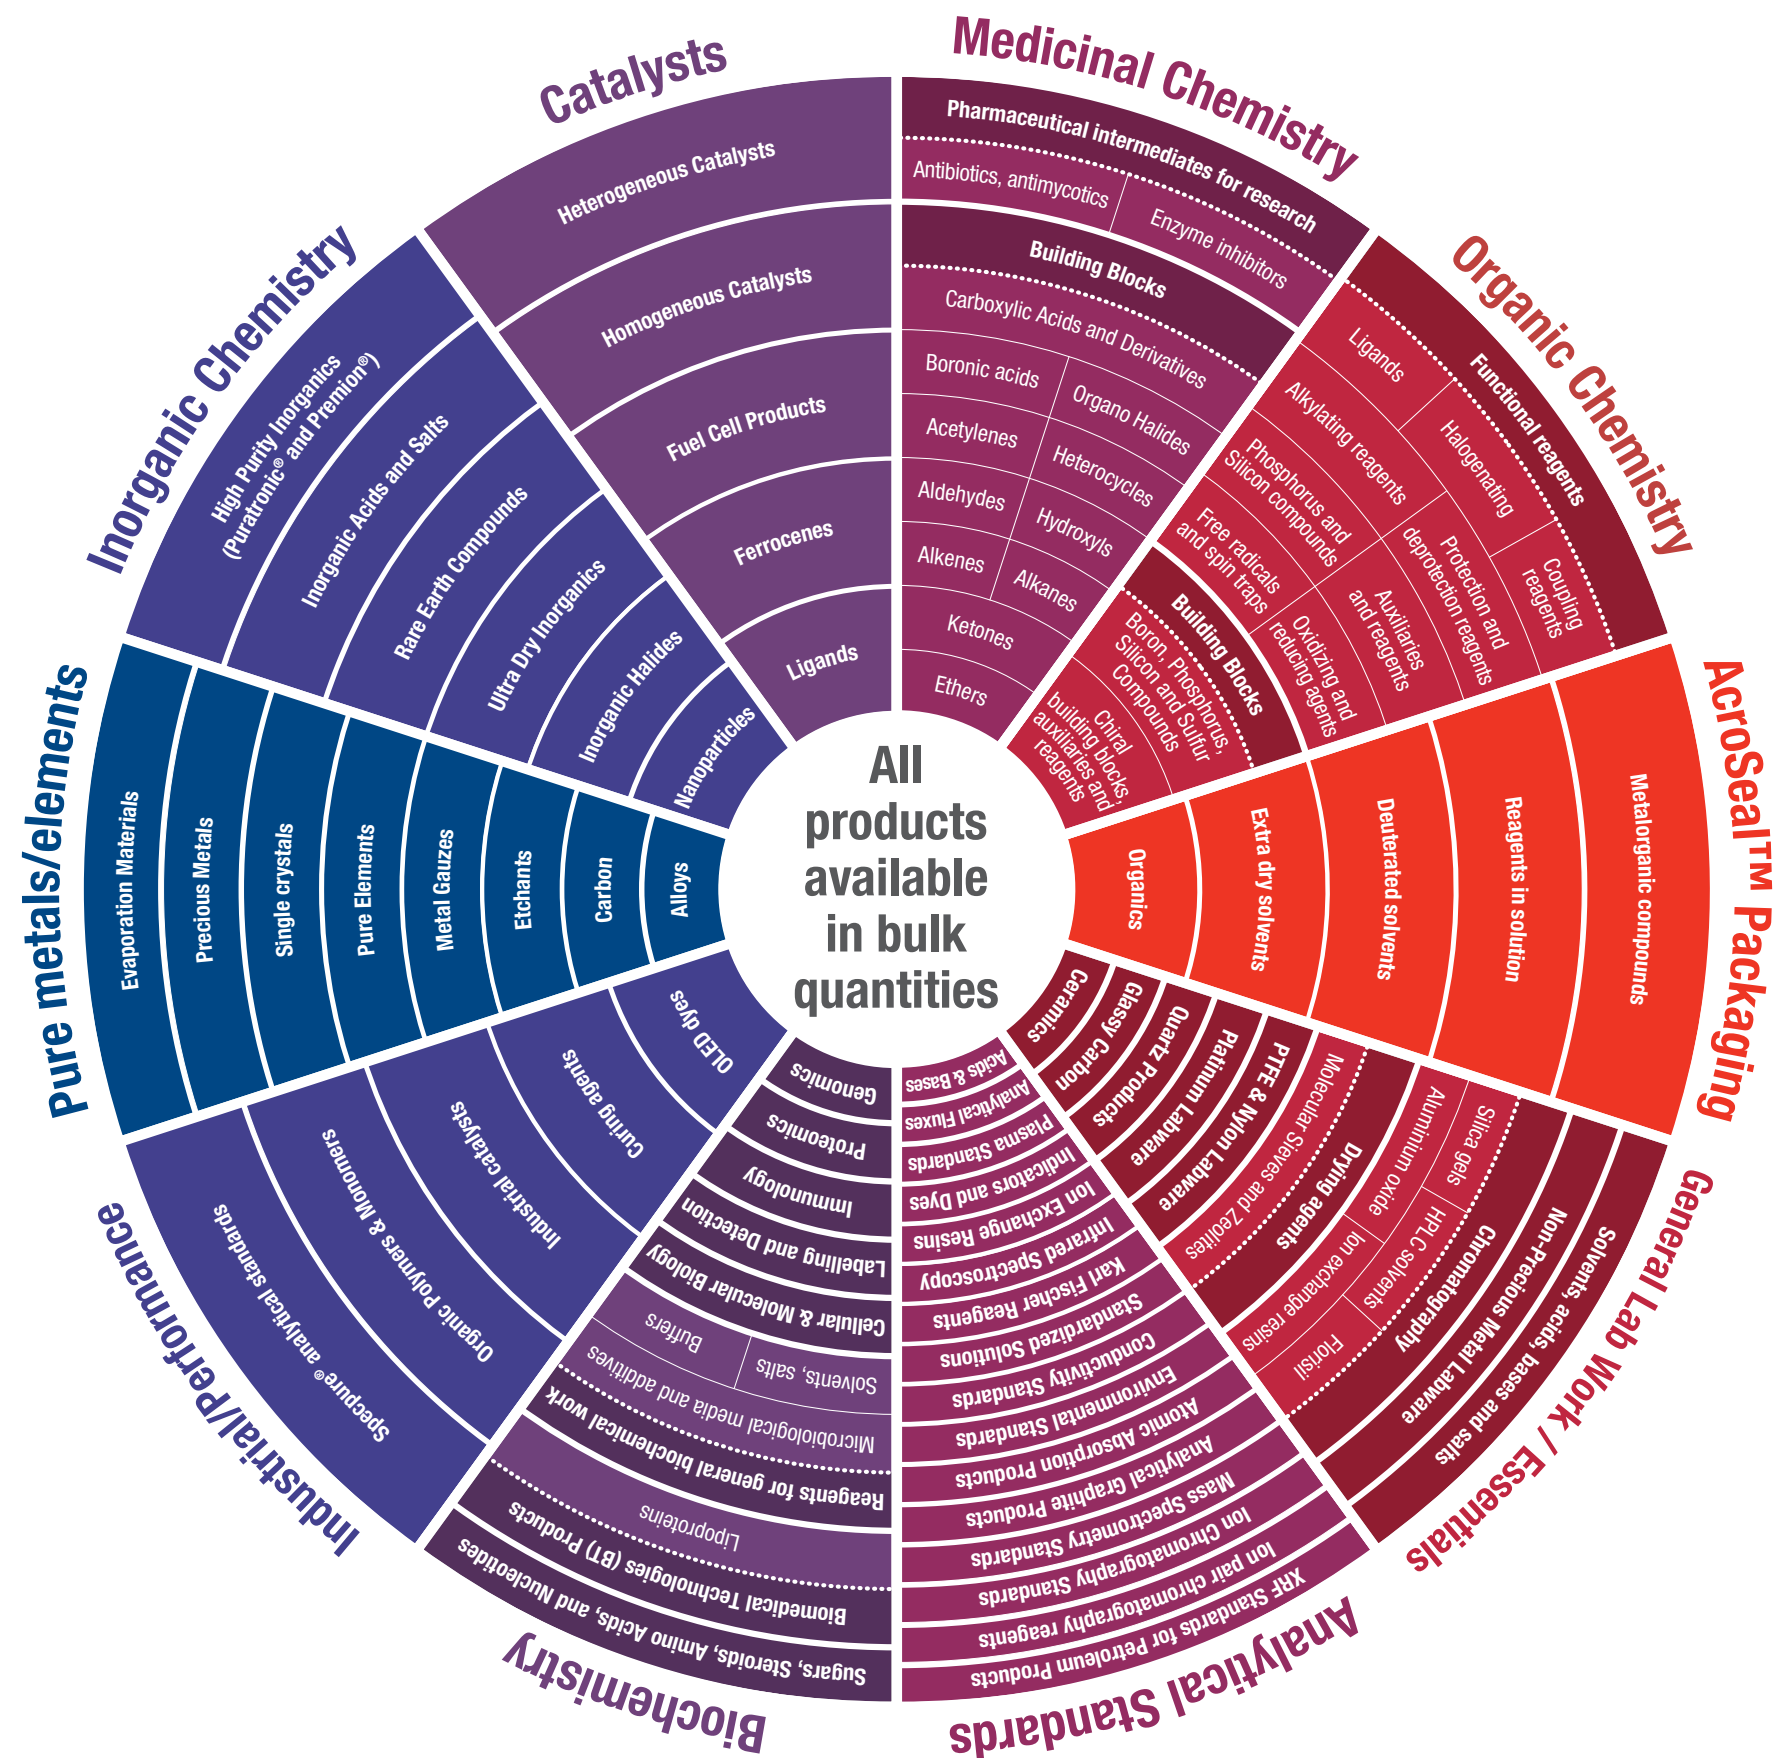 Medicinal Chemistry
Pharmaceutical intermediates for research
Antibiotics, antimycotics
Enzyme inhibitors
Building Blocks
Carboxylic Acids and Derivatives
Boronic acids
Organo Halides
Acetylenes
Heterocycles
Aldehydes
Hydroxyls
Alkenes
Alkanes
Ketones
Ethers
Organic Chemistry
Functional reagents
Ligands
Halogenating
Coupling
reagents
Alkylating reagents
Protection and
deprotection reagents
Phosphorus and
Silicon compounds
Auxiliaries
and reagents
Free radicals
and spin traps
Oxidizing and
reducing agents
Building Blocks
Boron, Phosphorus,
Silicon and Sulfur
Compounds
Chiral
building blocks,
auxiliaries and
reagents
AcroSeal™ Packaging
Metalorganic compounds
Reagents in solution
Deuterated solvents
Extra dry solvents
Organics
General Lab Work / Essentials
Solvents, acids, bases and salts
Non-Precious Metal Labware
Chromatography
Silica gels
HPLC solvents
Florisil
Aluminium oxide
Ion exchange resins
Drying agents
Molecular Sieves and Zeolites
PTFE & Nylon Labware
Platinum Labware
Quartz Products
Glassy Carbon
Ceramics
Analytical Standards
Acids & Bases
Analytical Fluxes
Plasma Standards
Indicators and Dyes
Ion Exchange Resins
Infrared Spectroscopy
Karl Fischer Reagents
Standardized Solutions
Conductivity Standards
Environmental Standards
Atomic Absorption Products
Analytical Graphite Products
Mass Spectrometry Standards
Ion Chromatography Standards
Ion pair chromatography reagents
XRF Standards for Petroleum Products
Biochemistry
Genomics
Proteomics
Immunology
Labelling and Detection
Cellular & Molecular Biology
Buffers
Solvents, salts
Microbiobiological media and additives
Reagents for general biochemical work
Lipoproteins
Biomedical Technologies (BT) Products
Sugars, Steroids, Amino Acids, and Nucleotides
Industrial/Performance
OLED dyes
Curing agents
Industrial catalysts
Organic Polymers & Monomers
Specpure® analytical standards
Pure metals/elements
Evaporation Materials
Precious Metals
Single crystals
Pure Elements
Metal Gauzes
Etchants
Carbon
Alloys
Inorganic Chemistry
High Purity Inorganics
(Puratronic® and Premion®)
Inorganic Acids and Salts
Rare Earth Compounds
Ultra Dry Inorganics
Inorganic Halides
Nanoparticles
Catalysts
Heterogeneous Catalysts
Homogeneous Catalysts
Fuel Cell Products
Ferrocenes
Ligands
All
products
available
in bulk
quantities